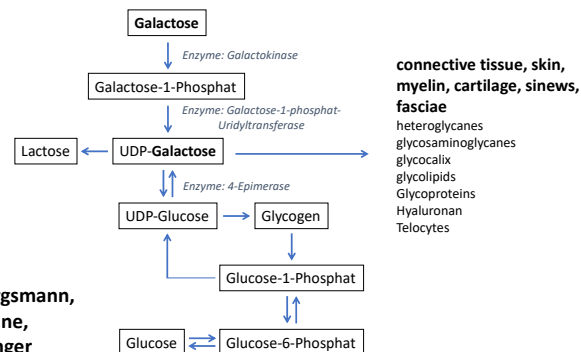 Galactose
Enzyme: Galactokinase
Galactose-1-Phosphat
Enzyme: Galactose-1-phosphat-
Uridyltransferase
Lactose
UDP-Galactose
connective tissue, skin,
myelin, cartilage, sinews,
fasciae
heteroglycanes
glycosaminoglycanes
glycocalix
glycolipids
Glycoproteins
Hyaluronan
Telocytes
Enzyme: 4-Epimerase
UDP-Glucose
Glycogen
Glucose-1-Phosphat
Glucose
Glucose-6-Phosphat